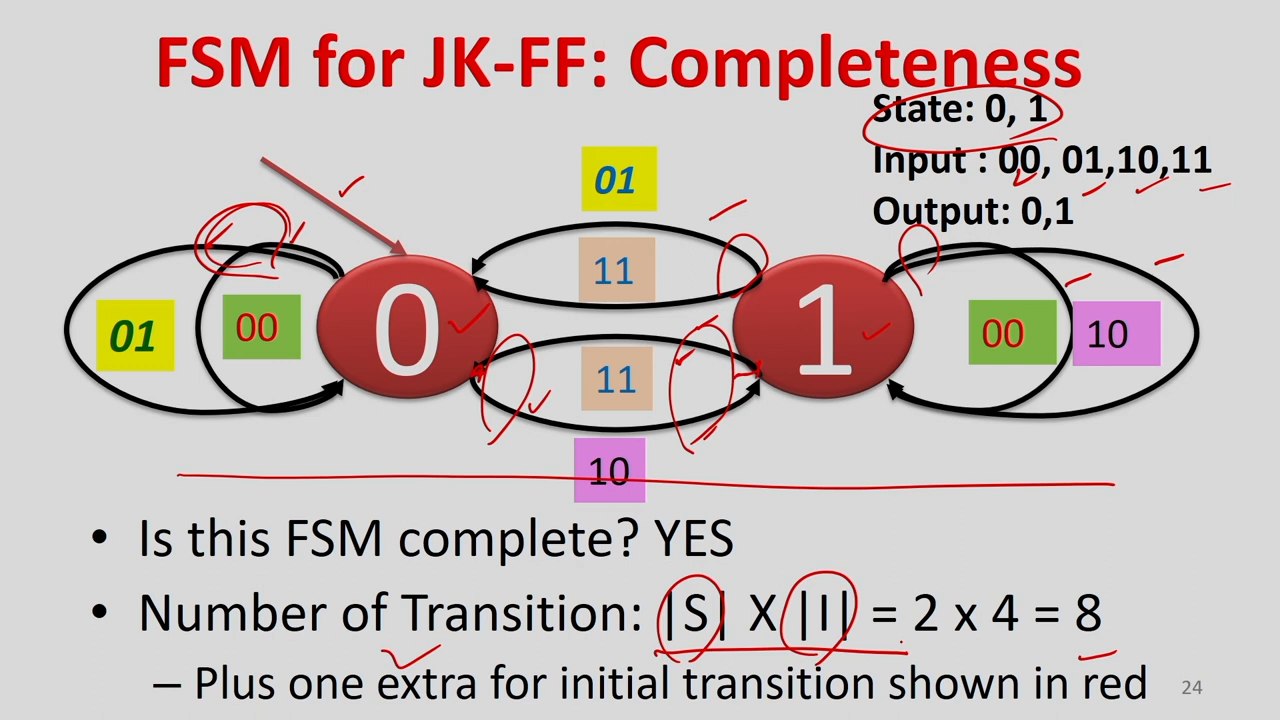 FSM for JK-FF: Completeness
State: 0, 1
Input : 00, 01,10,11
Output: 0,1
01
11
01
00
0
1
00
10
11
10
• Is this FSM complete? YES
• Number of Transition: |S| X |I| = 2 x 4 = 8
– Plus one extra for initial transition shown in red
24